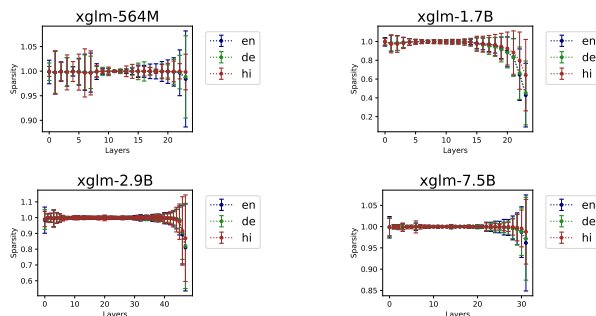 xglm-564M
Sparsity
1.05
1.00
0.95
0.90
0 5 10 15 20
Layers
en
de
hi
xglm-1.7B
Sparsity
1.0
0.8
0.6
0.4
0.2
0 10 20
Layers
en
de
hi
xglm-2.9B
Sparsity
1.1
1.0
0.9
0.8
0.7
0.6
0 10 20 30 40
Layers
en
de
hi
xglm-7.5B
Sparsity
1.05
1.00
0.95
0.90
0.85
0 10 20 30
Layers
en
de
hi